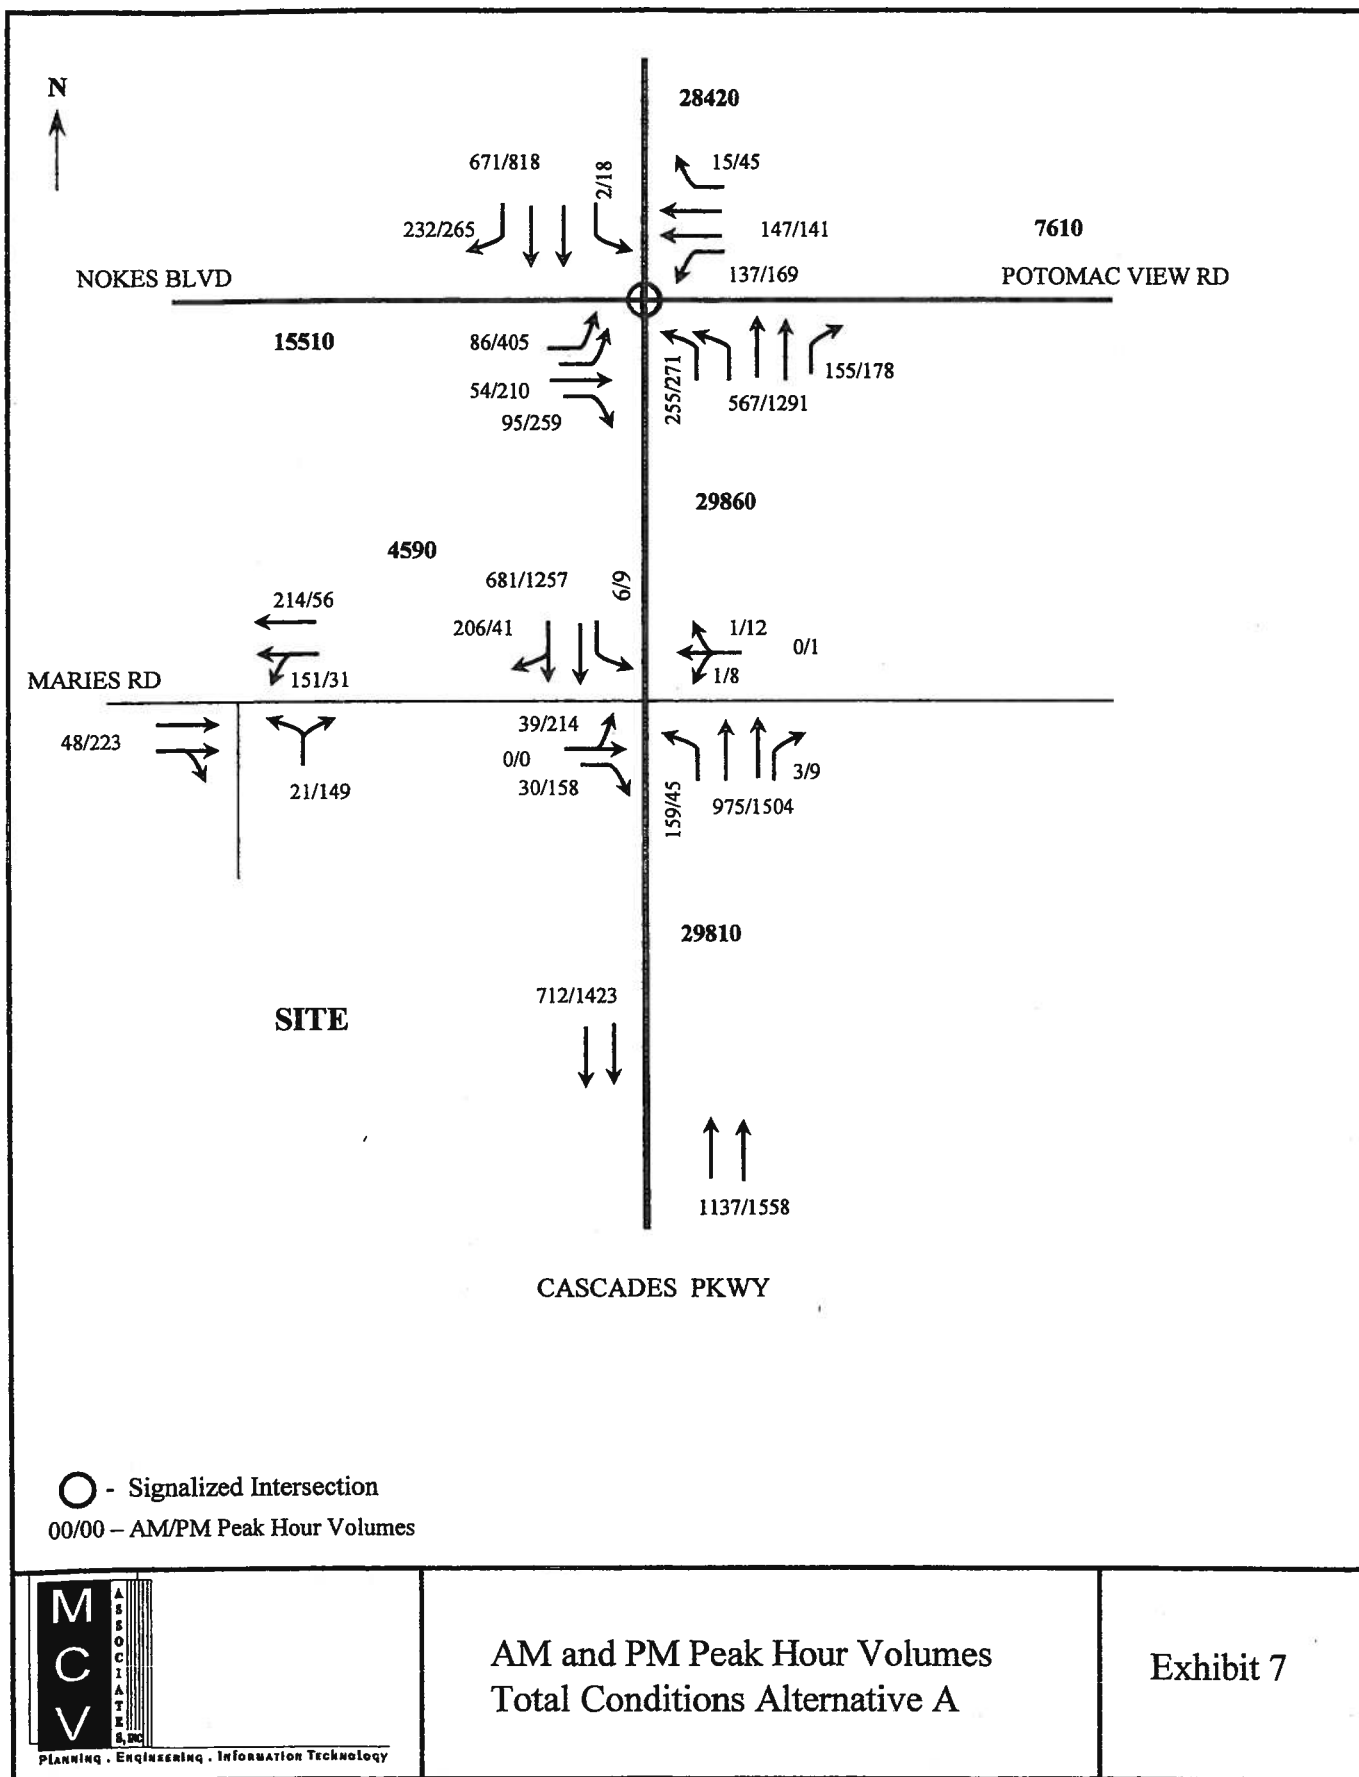 N
28420
671/818
2/18
15/45
232/265
147/141
7610
137/169
NOKES BLVD
POTOMAC VIEW RD
15510
86/405
54/210
95/259
255/271
567/1291
155/178
29860
4590
681/1257
6/9
214/56
206/41
1/12
0/1
1/8
MARIES RD
151/31
48/223
39/214
0/0
30/158
21/149
159/45
975/1504
3/9
29810
712/1423
SITE
1137/1558
CASCADES PKWY
- Signalized Intersection
00/00 – AM/PM Peak Hour Volumes
MCV
ASSOCIATES, INC
Planning . Engineering . Information Technology
AM and PM Peak Hour Volumes
Total Conditions Alternative A
Exhibit 7